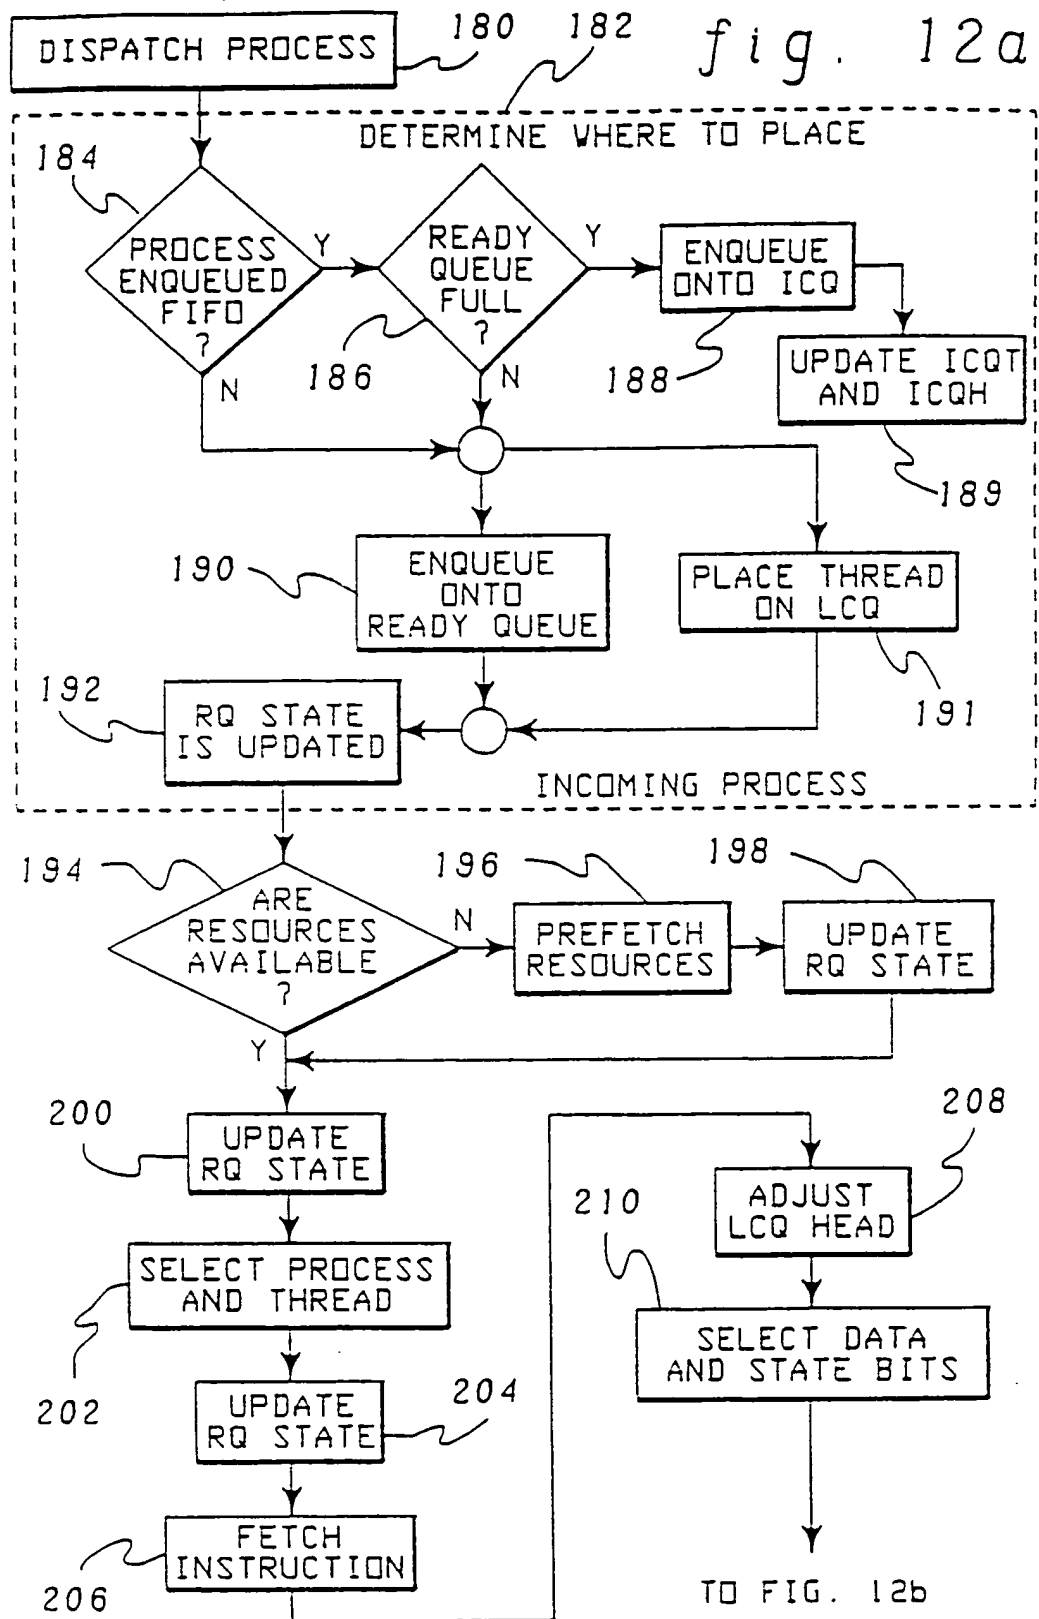 fig. 12a
DISPATCH PROCESS
180
182
DETERMINE WHERE TO PLACE
184
PROCESS
ENQUEUED
FIFO
?
Y
N
READY
QUEUE
FULL
?
186
Y
N
ENQUEUE
ONTO ICQ
188
UPDATE ICQT
AND ICQH
189
190
ENQUEUE
ONTO
READY QUEUE
PLACE THREAD
ON LCQ
191
192
RQ STATE
IS UPDATED
INCOMING PROCESS
194
ARE
RESOURCES
AVAILABLE
?
N
Y
196
PREFETCH
RESOURCES
198
UPDATE
RQ STATE
200
UPDATE
RQ STATE
SELECT PROCESS
AND THREAD
202
UPDATE
RQ STATE
204
FETCH
INSTRUCTION
206
208
ADJUST
LCQ HEAD
210
SELECT DATA
AND STATE BITS
TO FIG. 12b